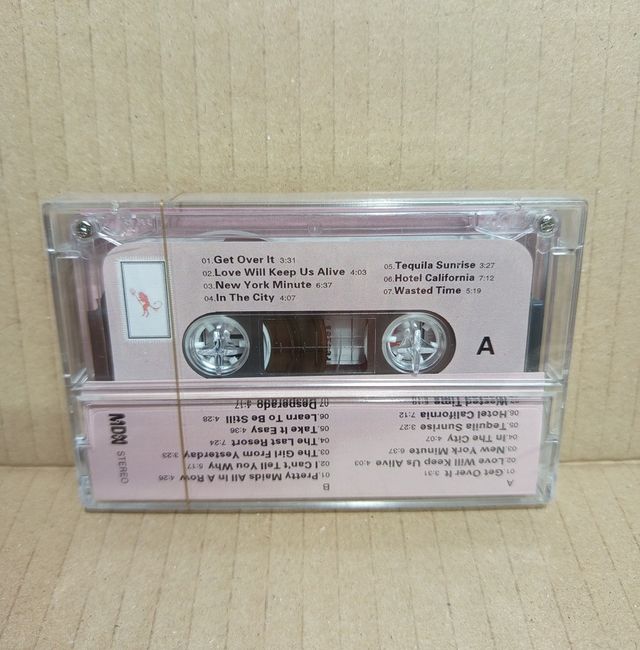 01.Get Over It 3:31
02.Love Will Keep Us Alive 4:03
03.New York Minute 6:37
04.In The City 4:07
05.Tequila Sunrise 3:27
06.Hotel California 7:12
07.Wasted Time 5:19
A
A
01.Get Over It 3:31
02.Love Will Keep Us Alive 4:03
03.New York Minute 6:37
04.In The City 4:07
05.Tequila Sunrise 3:27
06.Hotel California 7:12
07.Wasted Time
B
01.Pretty Maids All In A Row 4:26
02.I Can't Tell You Why 5:17
03.The Girl From Yesterday 3:23
04.The Last Resort 7:24
05.Take It Easy 4:36
06.Learn To Be Still 4:28
07.Desperado 4:17
STEREO